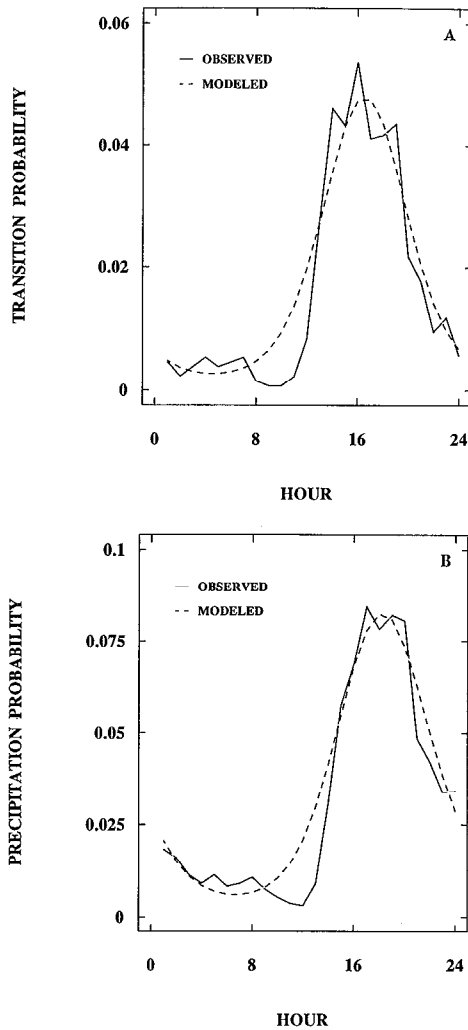 0.06
A
OBSERVED
MODELED
0.04
TRANSITION PROBABILITY
0.02
0
0 8 16 24
HOUR
0.1
B
OBSERVED
MODELED
0.075
PRECIPITATION PROBABILITY
0.05
0.025
0
0 8 16 24
HOUR